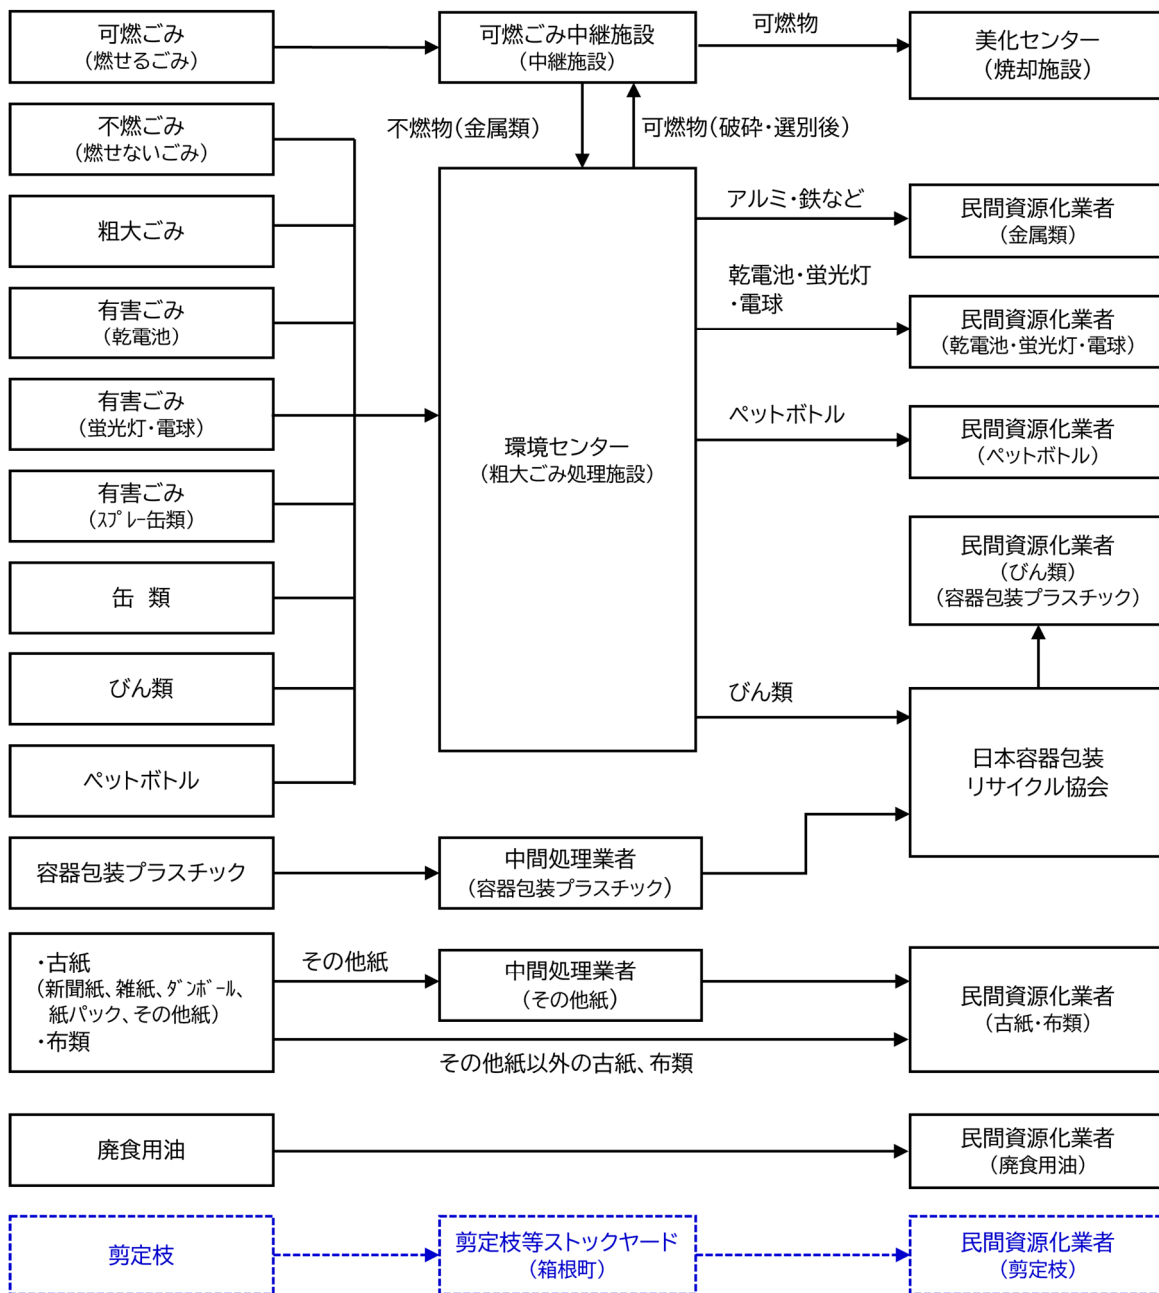 可燃ごみ
（燃せるごみ）
可燃ごみ中継施設
（中継施設）
可燃物
美化センター
（焼却施設）
不燃ごみ
（燃せないごみ）
不燃物（金属類）
可燃物（破砕・選別後）
粗大ごみ
アルミ・鉄など
民間資源化業者
（金属類）
有害ごみ
（乾電池）
乾電池・蛍光灯
・電球
民間資源化業者
（乾電池・蛍光灯・電球）
有害ごみ
（蛍光灯・電球）
環境センター
（粗大ごみ処理施設）
ペットボトル
民間資源化業者
（ペットボトル）
有害ごみ
（ｽﾌﾟﾚｰ缶類）
民間資源化業者
（びん類）
（容器包装プラスチック）
缶 類
びん類
びん類
ペットボトル
日本容器包装
リサイクル協会
容器包装プラスチック
中間処理業者
（容器包装プラスチック）
・古紙
（新聞紙、雑紙、ﾀﾞﾝﾎﾞｰﾙ、
紙パック、その他紙）
・布類
その他紙
中間処理業者
（その他紙）
民間資源化業者
（古紙・布類）
その他紙以外の古紙、布類
廃食用油
民間資源化業者
（廃食用油）
剪定枝
剪定枝等ストックヤード
（箱根町）
民間資源化業者
（剪定枝）